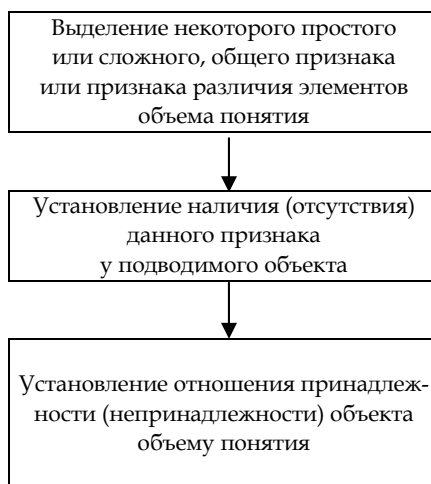 Выделение некоторого простого
или сложного, общего признака
или признака различия элементов
объема понятия
Установление наличия (отсутствия)
данного признака
у подводимого объекта
Установление отношения принадлеж-
ности (непринадлежности) объекта
объему понятия